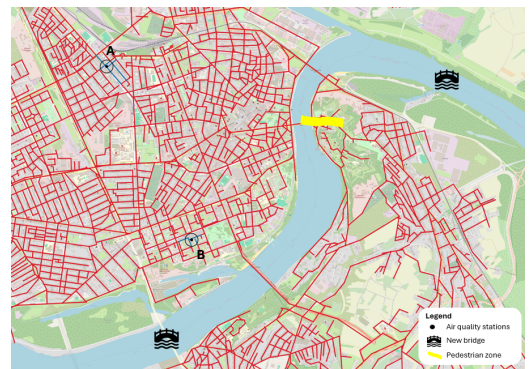 A
B
Legend
Air quality stations
New bridge
Pedestrian zone